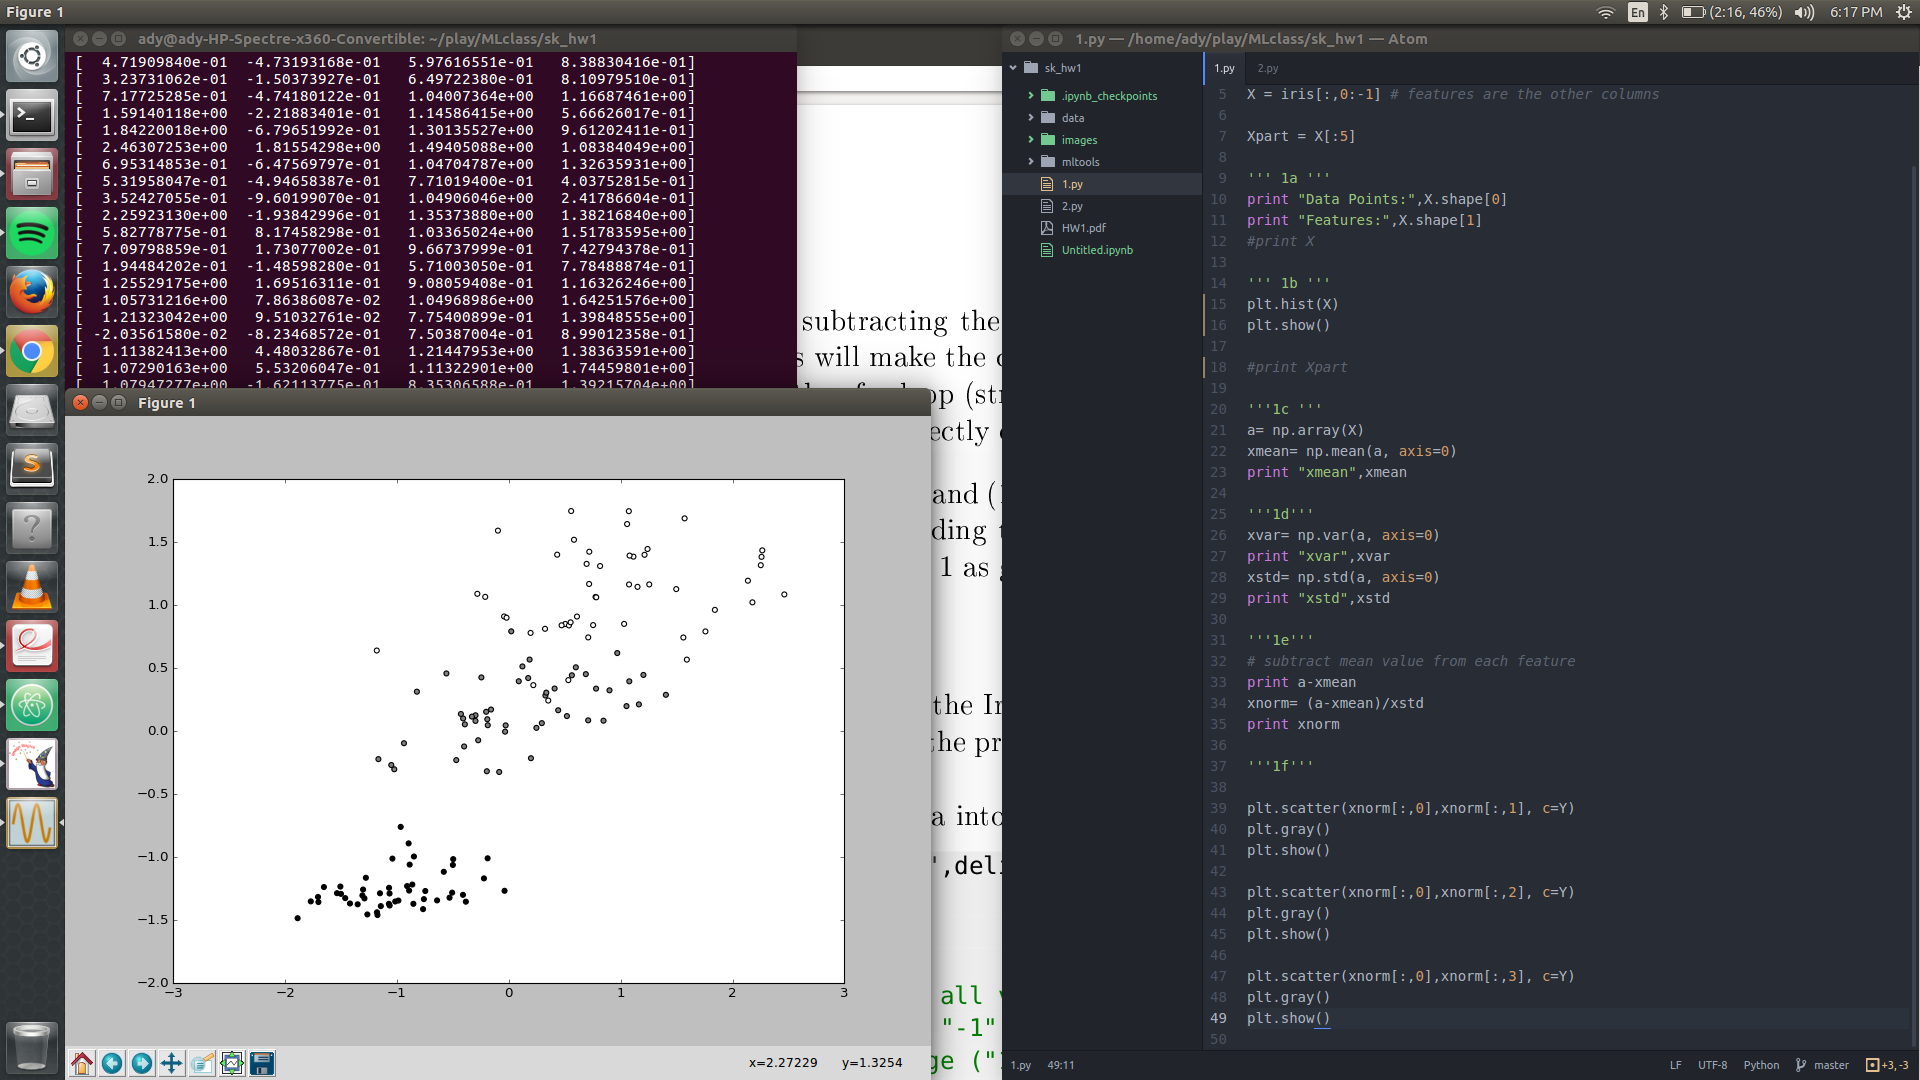 Figure 1
En (2:16, 46%) 6:17 PM
ady@ady-HP-Spectre-x360-Convertible: ~/play/MLclass/sk_hw1
[ 4.71909840e-01 -4.73193168e-01 5.97616551e-01 8.38830416e-01]
[ 3.23731062e-01 -1.50373927e-01 6.49722380e-01 8.10979510e-01]
[ 7.17725285e-01 -4.74180122e-01 1.04007364e+00 1.16687461e+00]
[ 1.59140118e+00 -2.21883401e-01 1.14586415e+00 5.66626017e-01]
[ 1.84220018e+00 -6.79651992e-01 1.30135527e+00 9.61202411e-01]
[ 2.46307253e+00 1.81554298e+00 1.49405088e+00 1.08384049e+00]
[ 6.95314853e-01 -6.47569797e-01 1.04704787e+00 1.32635931e+00]
[ 5.31958047e-01 -4.94658387e-01 7.71019400e-01 4.03752815e-01]
[ 3.52427055e-01 -9.60199070e-01 1.04906046e+00 2.41786604e-01]
[ 2.25923130e+00 -1.93842996e-01 1.35373880e+00 1.38216840e+00]
[ 5.82778775e-01 8.17458298e-01 1.03365024e+00 1.51783595e+00]
[ 7.09798859e-01 1.73077002e-01 9.66737999e-01 7.42794378e-01]
[ 1.94484202e-01 -1.48598280e-01 5.71003050e-01 7.78488874e-01]
[ 1.25529175e+00 1.69516311e-01 9.08059408e-01 1.16326246e+00]
[ 1.05731216e+00 7.86386087e-02 1.04968986e+00 1.64251576e+00]
[ 1.21323042e+00 9.51032761e-02 7.75400899e-01 1.39848555e+00]
[ -2.03561580e-02 -8.23468572e-01 7.50387004e-01 8.99012358e-01]
[ 1.11382413e+00 4.48032867e-01 1.21447953e+00 1.38363591e+00]
[ 1.07290163e+00 5.53206047e-01 1.11322901e+00 1.74459801e+00]
[ 1.07947277e+00 -1.62113775e-01 8.35306588e-01 1.39215704e+00]
Figure 1
2.0
1.5
1.0
0.5
0.0
−0.5
−1.0
−1.5
−2.0
−3 −2 −1 0 1 2 3
x=2.27229 y=1.3254
subtracting the
s will make the
op (str
ectly
and (
ding
1 as
the Ir
the pr
a into
',deli
all
"-1"
ge ("
1.py — /home/ady/play/MLclass/sk_hw1 — Atom
sk_hw1
.ipynb_checkpoints
data
images
mltools
1.py
2.py
HW1.pdf
Untitled.ipynb
1.py 2.py
5 X = iris[:,0:-1] # features are the other columns
6
7 Xpart = X[:5]
8
9 ''' 1a '''
10 print "Data Points:",X.shape[0]
11 print "Features:",X.shape[1]
12 #print X
13
14 ''' 1b '''
15 plt.hist(X)
16 plt.show()
17
18 #print Xpart
19
20 '''1c '''
21 a= np.array(X)
22 xmean= np.mean(a, axis=0)
23 print "xmean",xmean
24
25 '''1d'''
26 xvar= np.var(a, axis=0)
27 print "xvar",xvar
28 xstd= np.std(a, axis=0)
29 print "xstd",xstd
30
31 '''1e'''
32 # subtract mean value from each feature
33 print a-xmean
34 xnorm= (a-xmean)/xstd
35 print xnorm
36
37 '''1f'''
38
39 plt.scatter(xnorm[:,0],xnorm[:,1], c=Y)
40 plt.gray()
41 plt.show()
42
43 plt.scatter(xnorm[:,0],xnorm[:,2], c=Y)
44 plt.gray()
45 plt.show()
46
47 plt.scatter(xnorm[:,0],xnorm[:,3], c=Y)
48 plt.gray()
49 plt.show()
50
1.py 49:11 LF UTF-8 Python master +3, -3